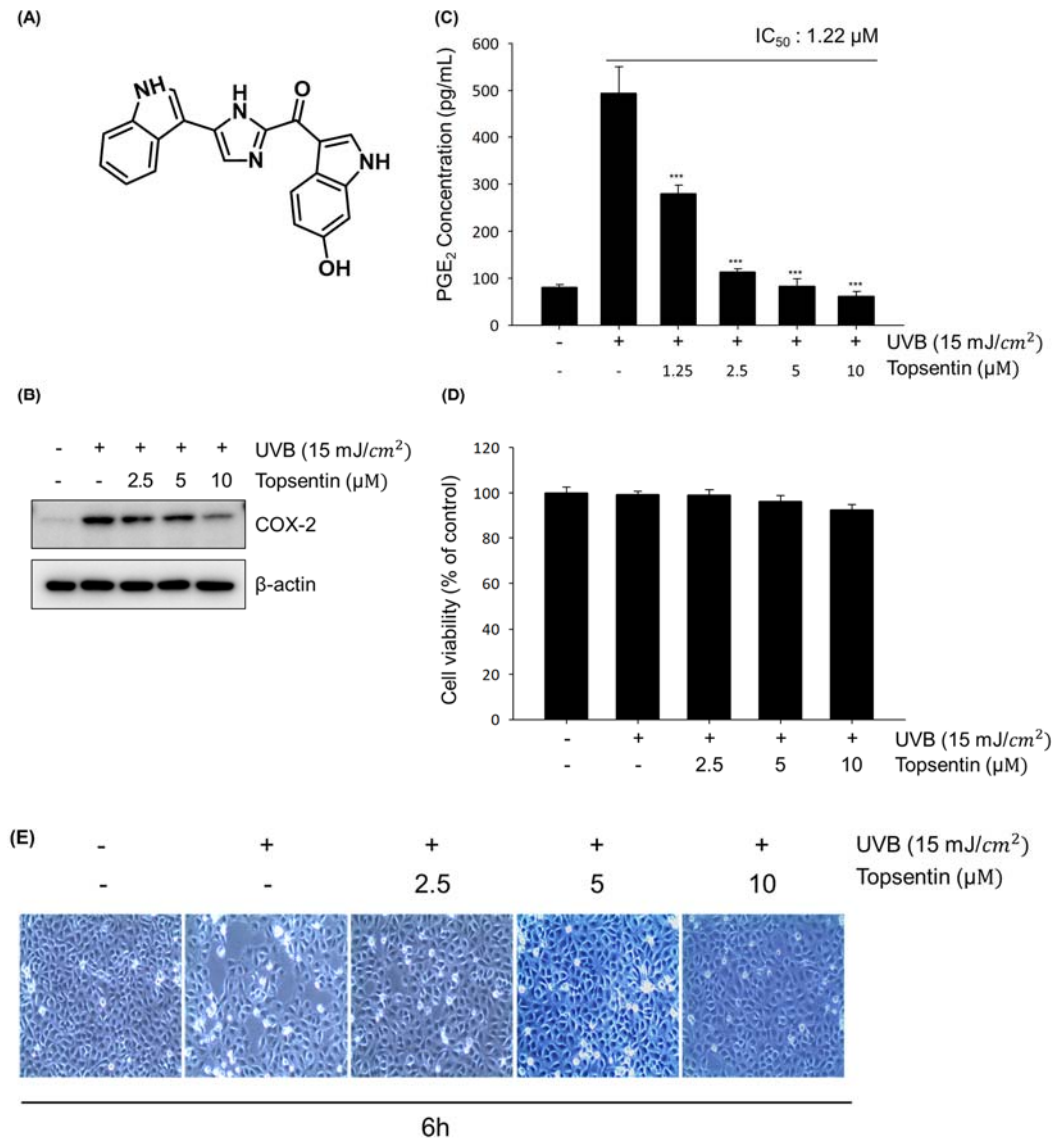 (A)
NH
H
N
O
N
NH
OH
(B)
- + + + + UVB (15 mJ/cm²)
- - 2.5 5 10 Topsentin (μM)
COX-2
β-actin
(C)
IC₅₀ : 1.22 μM
PGE₂ Concentration (pg/mL)
600
500
400
300
200
100
0
*** *** *** ***
- + + + + + UVB (15 mJ/cm²)
- - 1.25 2.5 5 10 Topsentin (μM)
(D)
Cell viability (% of control)
120
100
80
60
40
20
0
- + + + + UVB (15 mJ/cm²)
- - 2.5 5 10 Topsentin (μM)
(E)
- + + + + UVB (15 mJ/cm²)
- - 2.5 5 10 Topsentin (μM)
6h